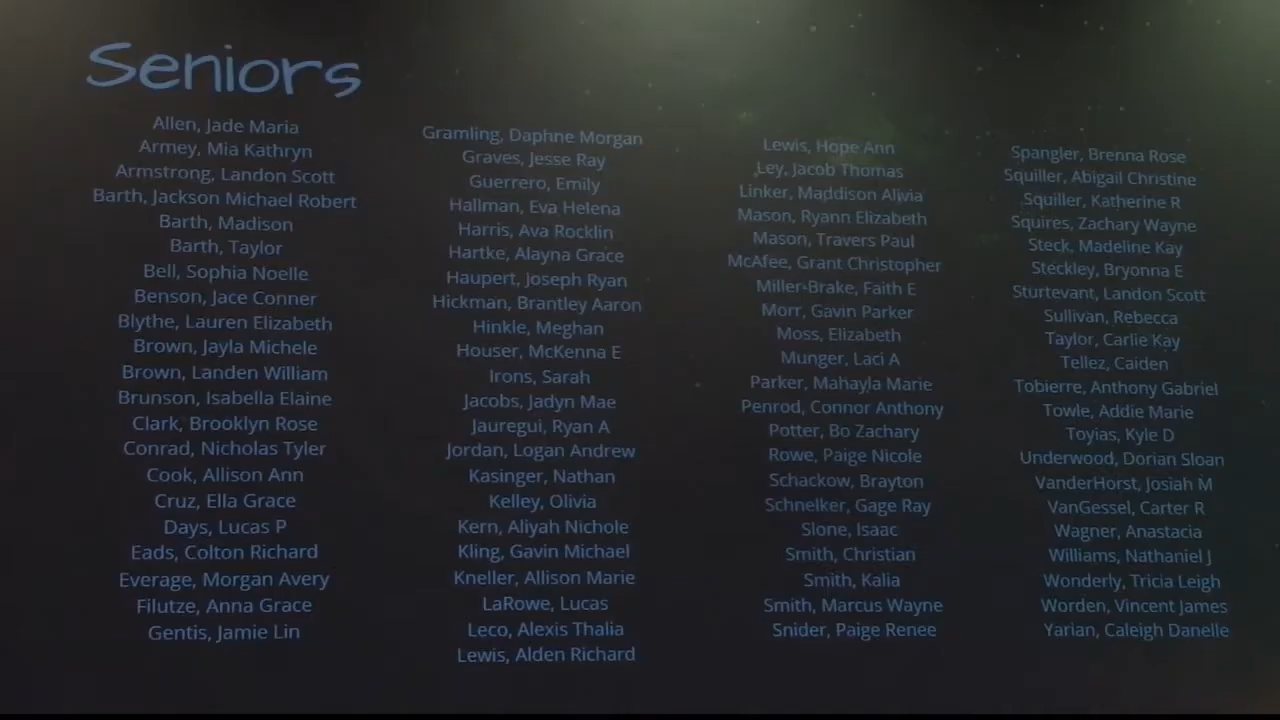 Seniors
Allen, Jade Maria
Armey, Mia Kathryn
Armstrong, Landon Scott
Barth, Jackson Michael Robert
Barth, Madison
Barth, Taylor
Bell, Sophia Noelle
Benson, Jace Conner
Blythe, Lauren Elizabeth
Brown, Jayla Michele
Brown, Landen William
Brunson, Isabella Elaine
Clark, Brooklyn Rose
Conrad, Nicholas Tyler
Cook, Allison Ann
Cruz, Ella Grace
Days, Lucas P
Eads, Colton Richard
Everage, Morgan Avery
Filutze, Anna Grace
Gentis, Jamie Lin
Gramling, Daphne Morgan
Graves, Jesse Ray
Guerrero, Emily
Hallman, Eva Helena
Harris, Ava Rocklin
Hartke, Alayna Grace
Haupert, Joseph Ryan
Hickman, Brantley Aaron
Hinkle, Meghan
Houser, McKenna E
Irons, Sarah
Jacobs, Jadyn Mae
Jauregui, Ryan A
Jordan, Logan Andrew
Kasinger, Nathan
Kelley, Olivia
Kern, Aliyah Nichole
Kling, Gavin Michael
Kneller, Allison Marie
LaRowe, Lucas
Leco, Alexis Thalia
Lewis, Alden Richard
Lewis, Hope Ann
Ley, Jacob Thomas
Linker, Maddison Alivia
Mason, Ryann Elizabeth
Mason, Travers Paul
McAfee, Grant Christopher
Miller-Brake, Faith E
Morr, Gavin Parker
Moss, Elizabeth
Munger, Laci A
Parker, Mahayla Marie
Penrod, Connor Anthony
Potter, Bo Zachary
Rowe, Paige Nicole
Schackow, Brayton
Schnelker, Gage Ray
Slone, Isaac
Smith, Christian
Smith, Kalia
Smith, Marcus Wayne
Snider, Paige Renee
Spangler, Brenna Rose
Squiller, Abigail Christine
Squiller, Katherine R
Squires, Zachary Wayne
Steck, Madeline Kay
Steckley, Bryonna E
Sturtevant, Landon Scott
Sullivan, Rebecca
Taylor, Carlie Kay
Tellez, Caiden
Tobierre, Anthony Gabriel
Towle, Addie Marie
Toyias, Kyle D
Underwood, Dorian Sloan
VanderHorst, Josiah M
VanGessel, Carter R
Wagner, Anastacia
Williams, Nathaniel J
Wonderly, Tricia Leigh
Worden, Vincent James
Yarian, Caleigh Danelle